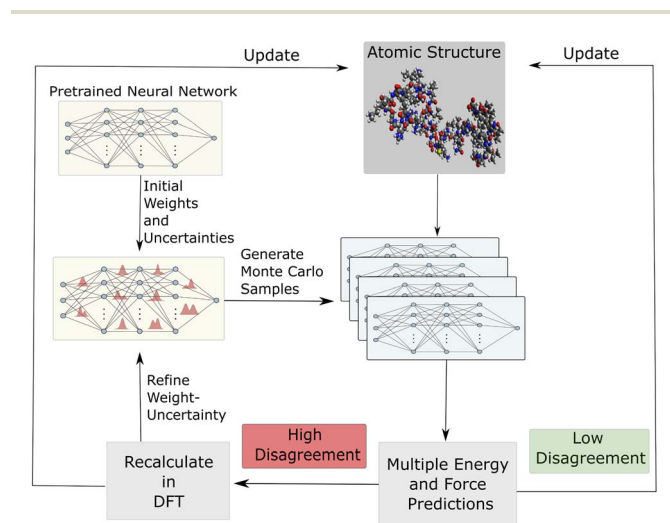 Update
Atomic Structure
Update
Pretrained Neural Network
Initial
Weights
and
Uncertainties
Generate
Monte Carlo
Samples
Refine
Weight-
Uncertainty
High
Disagreement
Low
Disagreement
Recalculate
in
DFT
Multiple Energy
and Force
Predictions